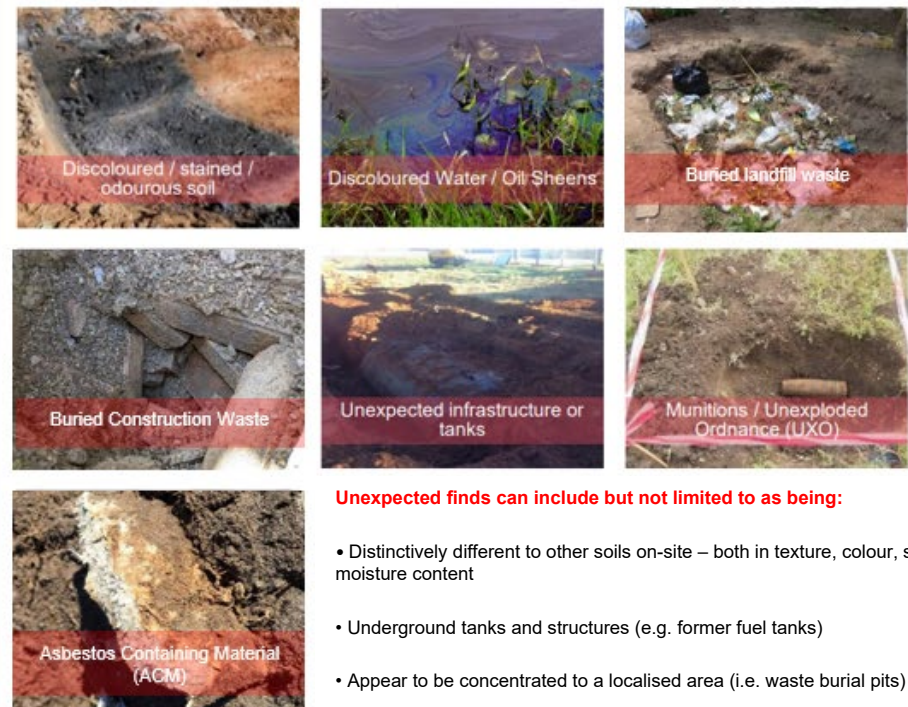 Discoloured / stained /
odourous soil
Discoloured Water / Oil Sheens
Buried landfill waste
Buried Construction Waste
Unexpected infrastructure or
tanks
Munitions / Unexploded
Ordnance (UXO)
Asbestos Containing Material
(ACM)
Unexpected finds can include but not limited to as being:
• Distinctively different to other soils on-site – both in texture, colour,
moisture content
• Underground tanks and structures (e.g. former fuel tanks)
• Appear to be concentrated to a localised area (i.e. waste burial pits)